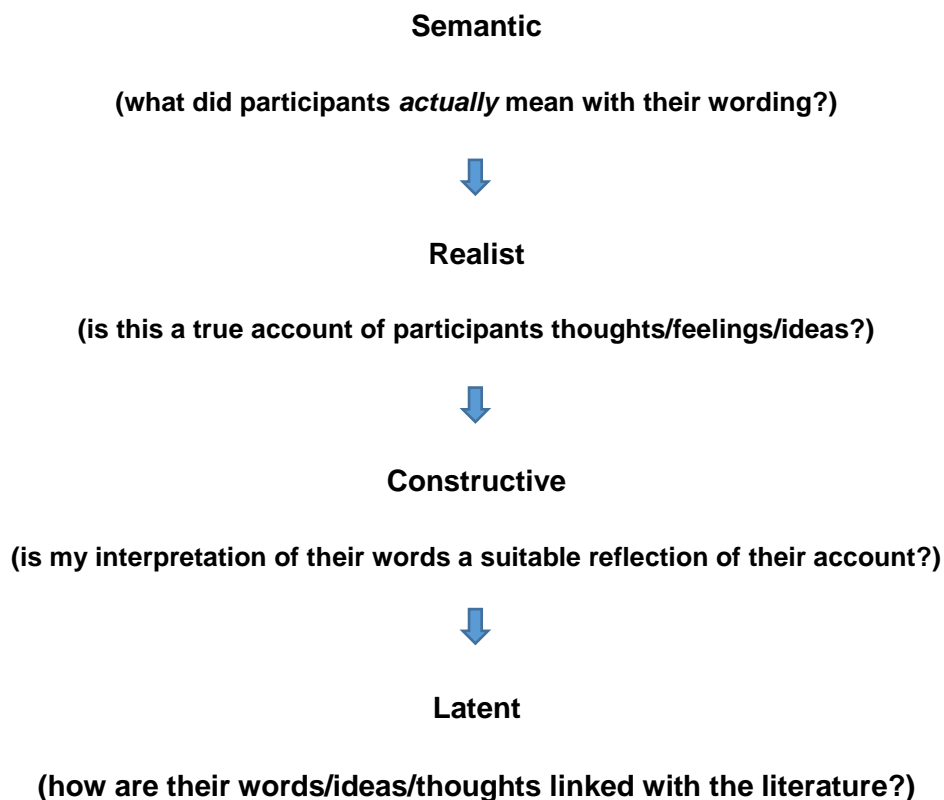 Semantic
(what did participants actually mean with their wording?)
Realist
(is this a true account of participants thoughts/feelings/ideas?)
Constructive
(is my interpretation of their words a suitable reflection of their account?)
Latent
(how are their words/ideas/thoughts linked with the literature?)